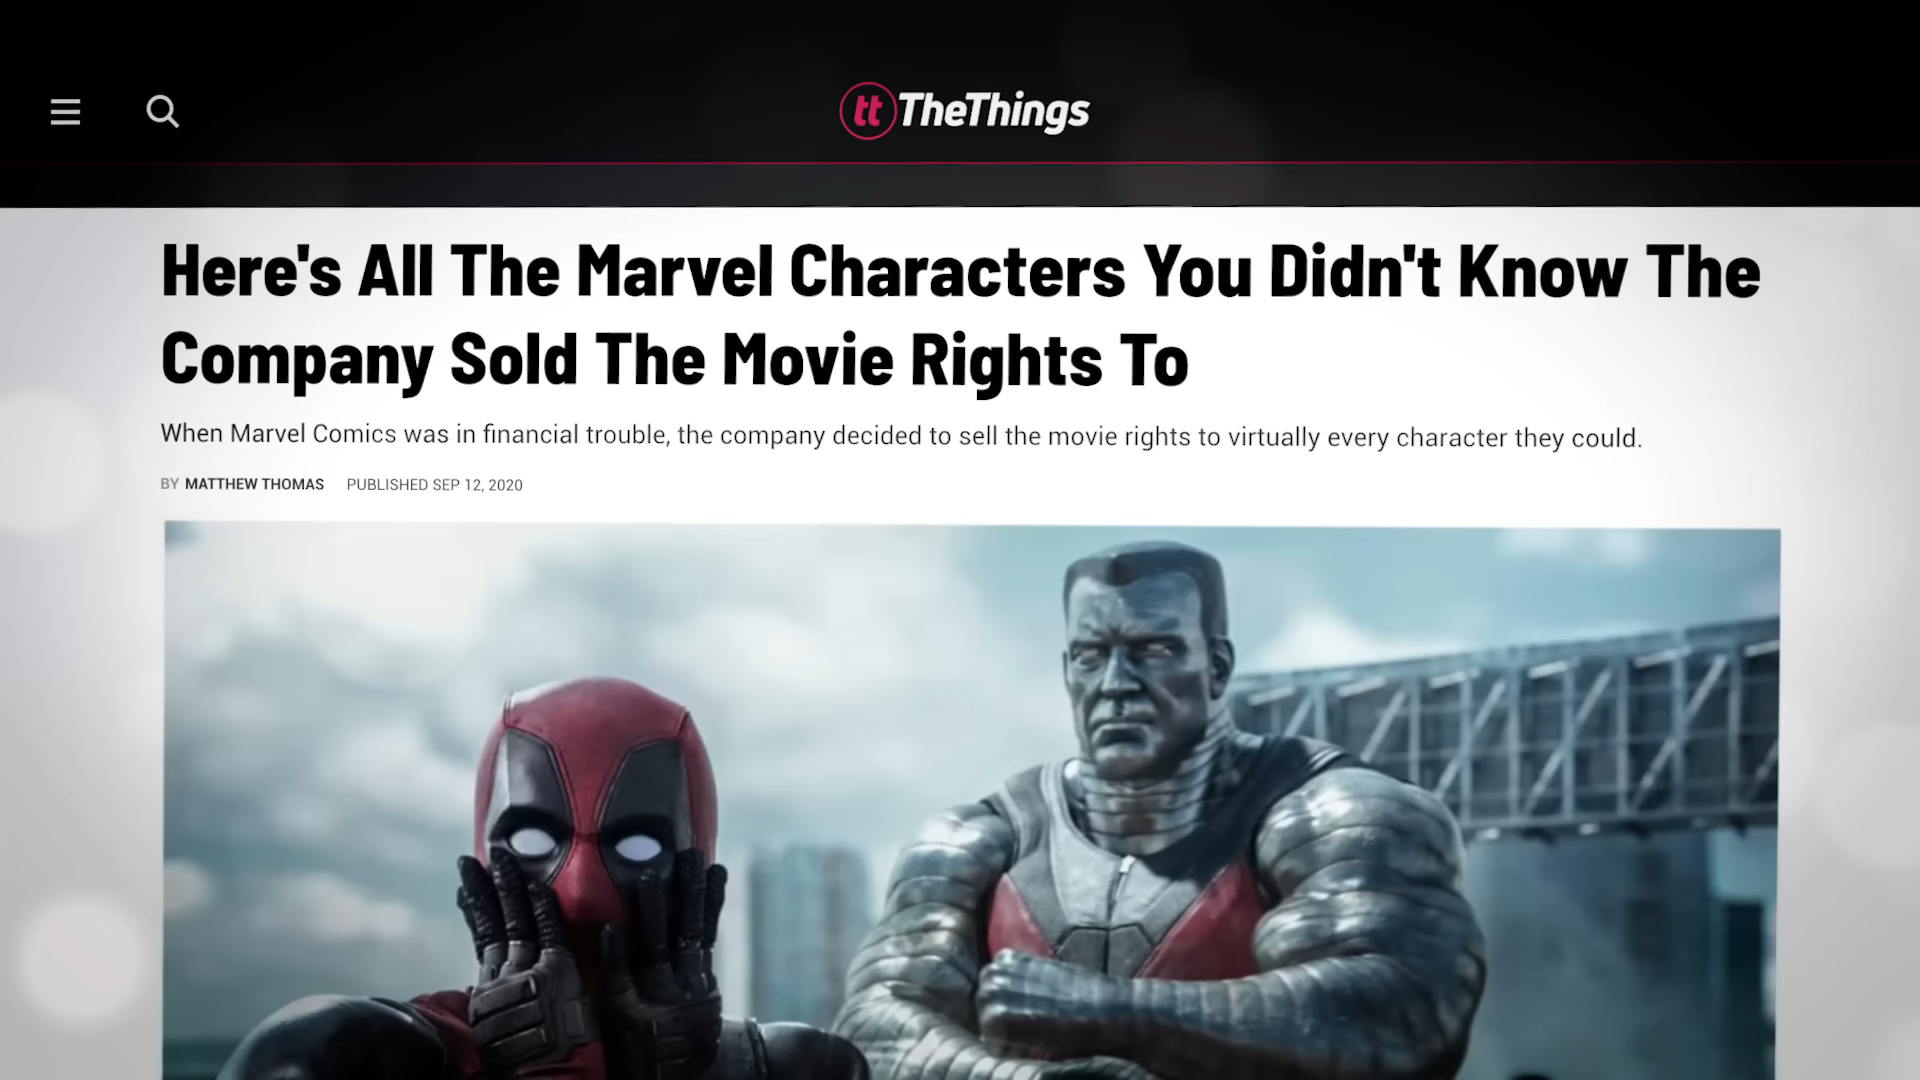 tt TheThings
Here's All The Marvel Characters You Didn't Know The
Company Sold The Movie Rights To
When Marvel Comics was in financial trouble, the company decided to sell the movie rights to virtually every character they could.
BY MATTHEW THOMAS PUBLISHED SEP 12, 2020